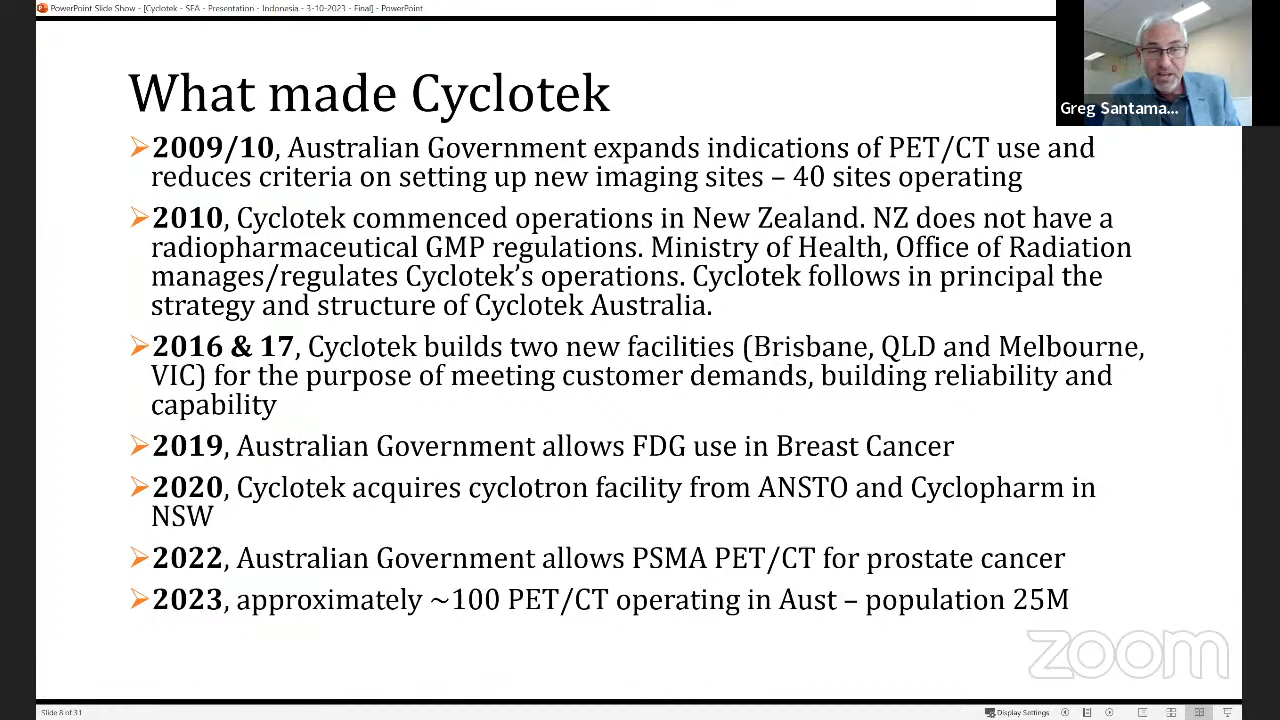 PowerPoint Slide Show - [Cyclotek - SEA - Presentation - Indonesia - 3-10-2023 - Final] - PowerPoint
Greg Santama...
What made Cyclotek
2009/10, Australian Government expands indications of PET/CT use and
reduces criteria on setting up new imaging sites – 40 sites operating
2010, Cyclotek commenced operations in New Zealand. NZ does not have a
radiopharmaceutical GMP regulations. Ministry of Health, Office of Radiation
manages/regulates Cyclotek’s operations. Cyclotek follows in principal the
strategy and structure of Cyclotek Australia.
2016 & 17, Cyclotek builds two new facilities (Brisbane, QLD and Melbourne,
VIC) for the purpose of meeting customer demands, building reliability and
capability
2019, Australian Government allows FDG use in Breast Cancer
2020, Cyclotek acquires cyclotron facility from ANSTO and Cyclopharm in
NSW
2022, Australian Government allows PSMA PET/CT for prostate cancer
2023, approximately ~100 PET/CT operating in Aust – population 25M
zoom
Slide 8 of 31
Display Settings